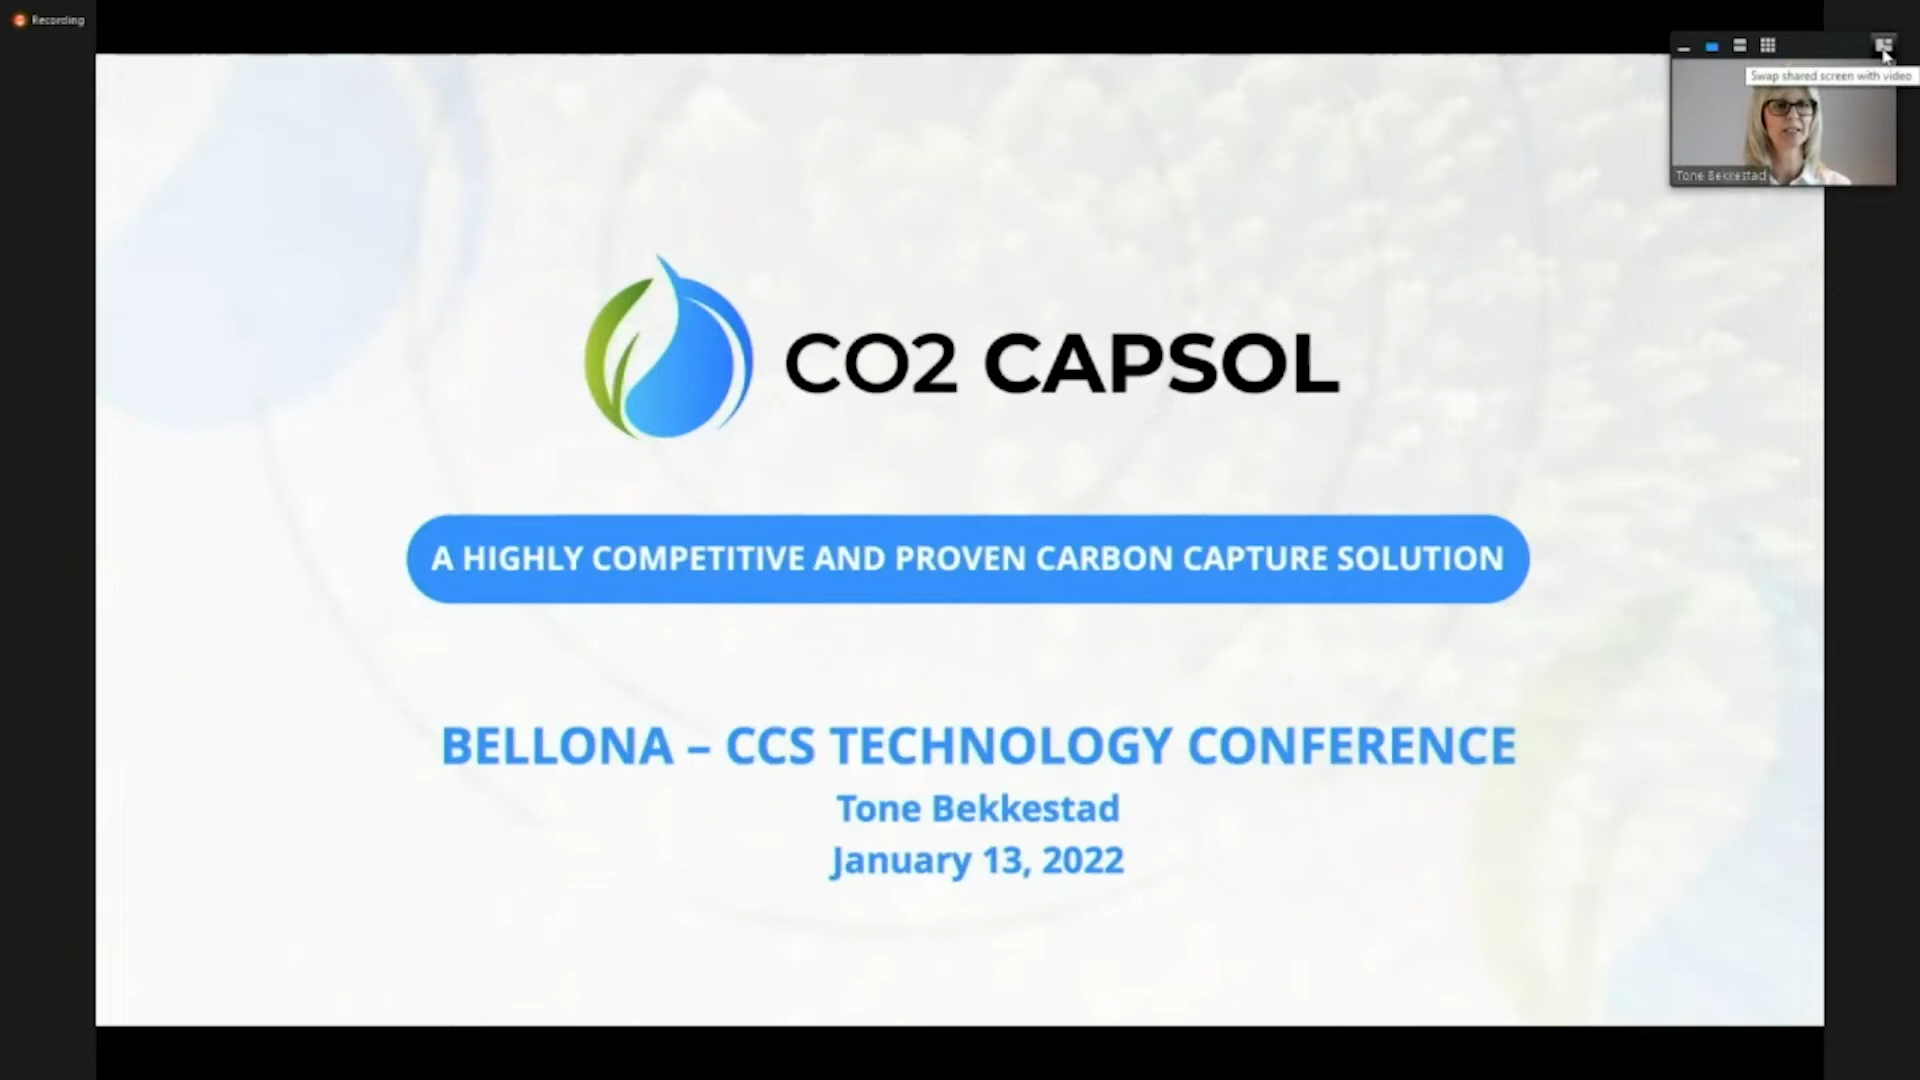 Recording
Swap shared screen with video
Tone Bekkestad
CO2 CAPSOL
A HIGHLY COMPETITIVE AND PROVEN CARBON CAPTURE SOLUTION
BELLONA – CCS TECHNOLOGY CONFERENCE
Tone Bekkestad
January 13, 2022